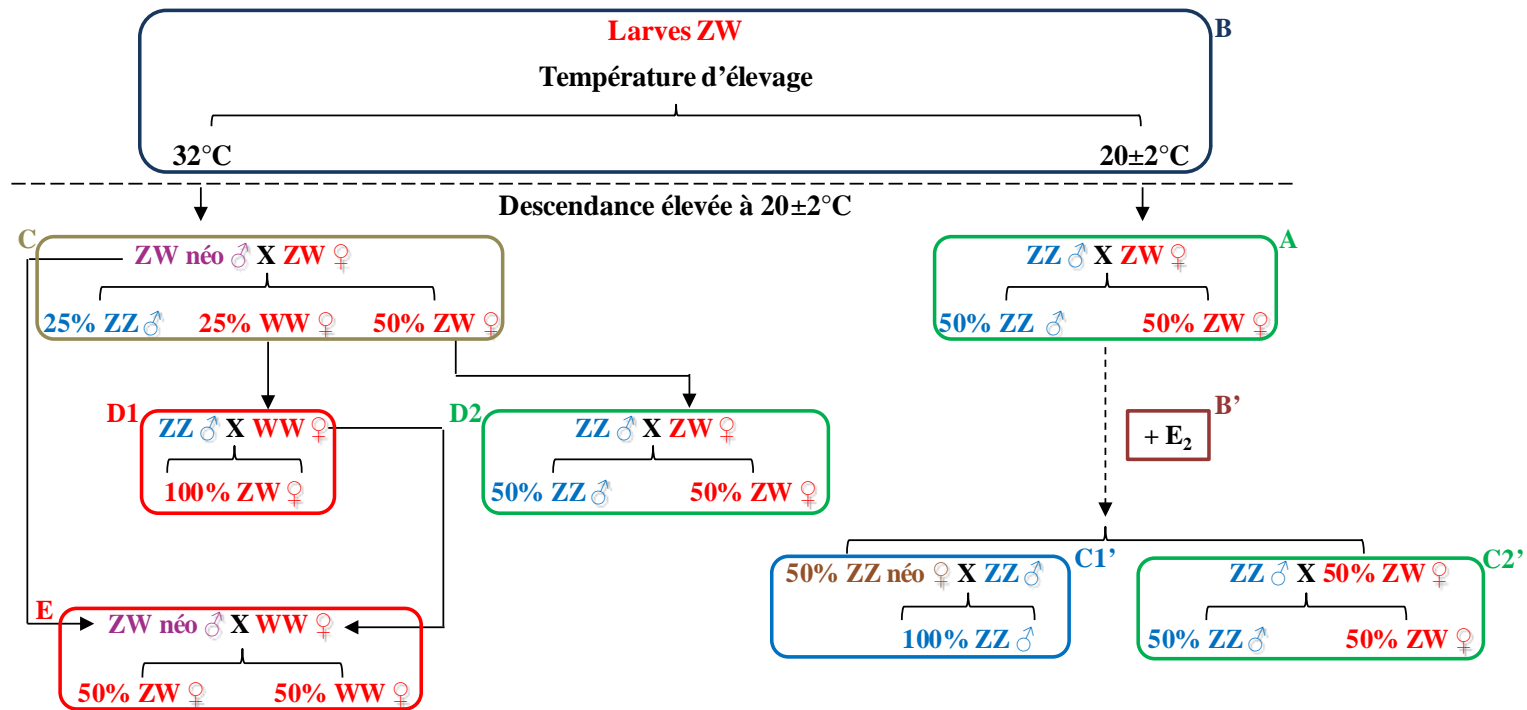 Larves ZW
B
Température d'élevage
32°C
20±2°C
Descendance élevée à 20±2°C
C
ZW néo ♂ X ZW ♀
25% ZZ ♂ 25% WW ♀ 50% ZW ♀
A
ZZ ♂ X ZW ♀
50% ZZ ♂ 50% ZW ♀
D1
ZZ ♂ X WW ♀
100% ZW ♀
D2
ZZ ♂ X ZW ♀
50% ZZ ♂ 50% ZW ♀
B'
+ E₂
C1'
50% ZZ néo ♀ X ZZ ♂
100% ZZ ♂
C2'
ZZ ♂ X 50% ZW ♀
50% ZZ ♂ 50% ZW ♀
E
ZW néo ♂ X WW ♀
50% ZW ♀ 50% WW ♀